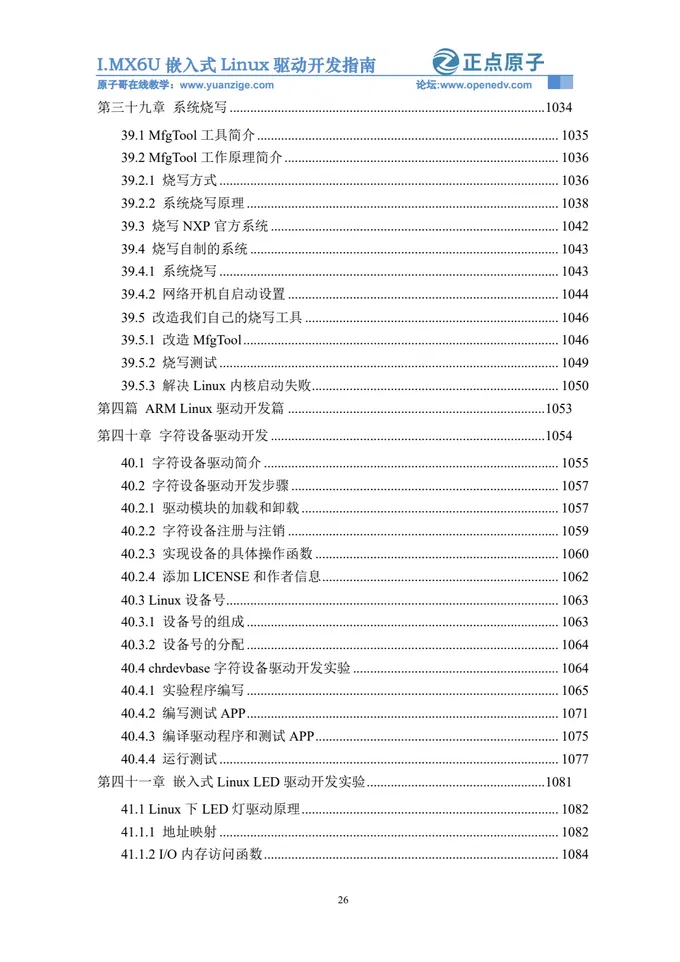 I.MX6U 嵌入式 Linux 驱动开发指南
正点原子
原子哥在线教学：www.yuanzige.com 论坛:www.openedv.com
第三十九章 系统烧写 ...............................................................................................1034
39.1 MfgTool 工具简介 ......................................................................................... 1035
39.2 MfgTool 工作原理简介 ................................................................................. 1036
39.2.1 烧写方式 ..................................................................................................... 1036
39.2.2 系统烧写原理 ............................................................................................. 1038
39.3 烧写 NXP 官方系统 ..................................................................................... 1042
39.4 烧写自制的系统 ........................................................................................... 1043
39.4.1 系统烧写 ..................................................................................................... 1043
39.4.2 网络开机自启动设置 ................................................................................. 1044
39.5 改造我们自己的烧写工具 ........................................................................... 1046
39.5.1 改造 MfgTool .............................................................................................. 1046
39.5.2 烧写测试 ..................................................................................................... 1049
39.5.3 解决 Linux 内核启动失败 .......................................................................... 1050
第四篇 ARM Linux 驱动开发篇 .............................................................................1053
第四十章 字符设备驱动开发 ..................................................................................1054
40.1 字符设备驱动简介 ....................................................................................... 1055
40.2 字符设备驱动开发步骤 ............................................................................... 1057
40.2.1 驱动模块的加载和卸载 ............................................................................. 1057
40.2.2 字符设备注册与注销 ................................................................................. 1059
40.2.3 实现设备的具体操作函数 ......................................................................... 1060
40.2.4 添加 LICENSE 和作者信息 ....................................................................... 1062
40.3 Linux 设备号 ................................................................................................... 1063
40.3.1 设备号的组成 ............................................................................................. 1063
40.3.2 设备号的分配 ............................................................................................. 1064
40.4 chrdevbase 字符设备驱动开发实验 ............................................................. 1064
40.4.1 实验程序编写 ............................................................................................. 1065
40.4.2 编写测试 APP .............................................................................................. 1071
40.4.3 编译驱动程序和测试 APP ......................................................................... 1075
40.4.4 运行测试 ..................................................................................................... 1077
第四十一章 嵌入式 Linux LED 驱动开发实验 .....................................................1081
41.1 Linux 下 LED 灯驱动原理 ............................................................................ 1082
41.1.1 地址映射 ..................................................................................................... 1082
41.1.2 I/O 内存访问函数 ........................................................................................ 1084
26